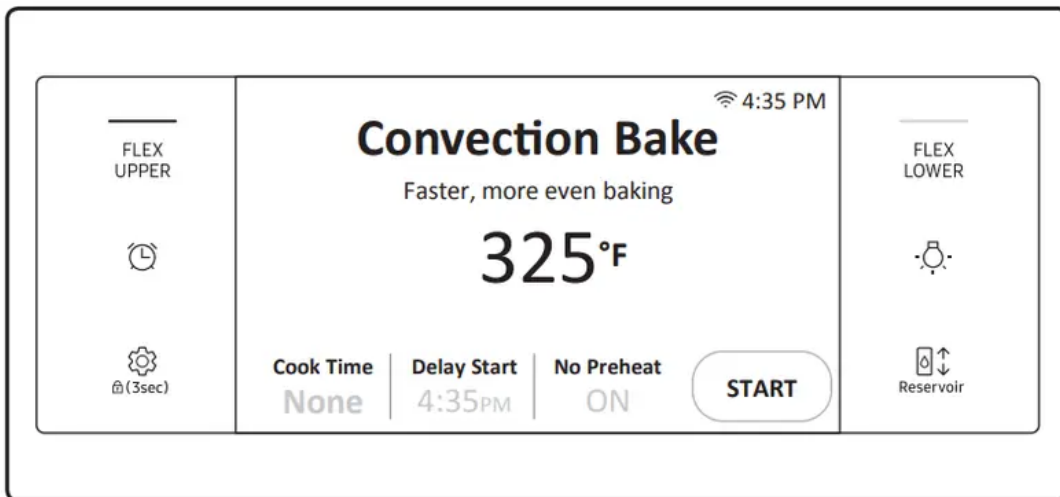 FLEX
UPPER
(3sec)
4:35 PM
Convection Bake
Faster, more even baking
325°F
Cook Time
None
Delay Start
4:35PM
No Preheat
ON
START
FLEX
LOWER
Reservoir